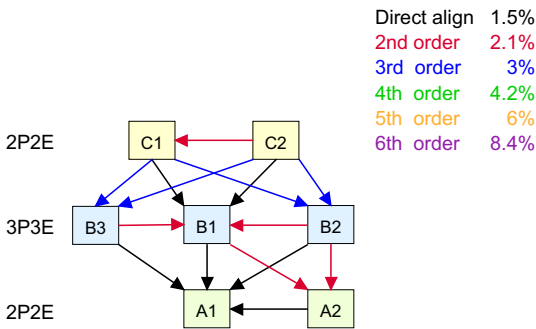 Direct align 1.5%
2nd order 2.1%
3rd order 3%
4th order 4.2%
5th order 6%
6th order 8.4%
2P2E C1 C2
3P3E B3 B1 B2
2P2E A1 A2